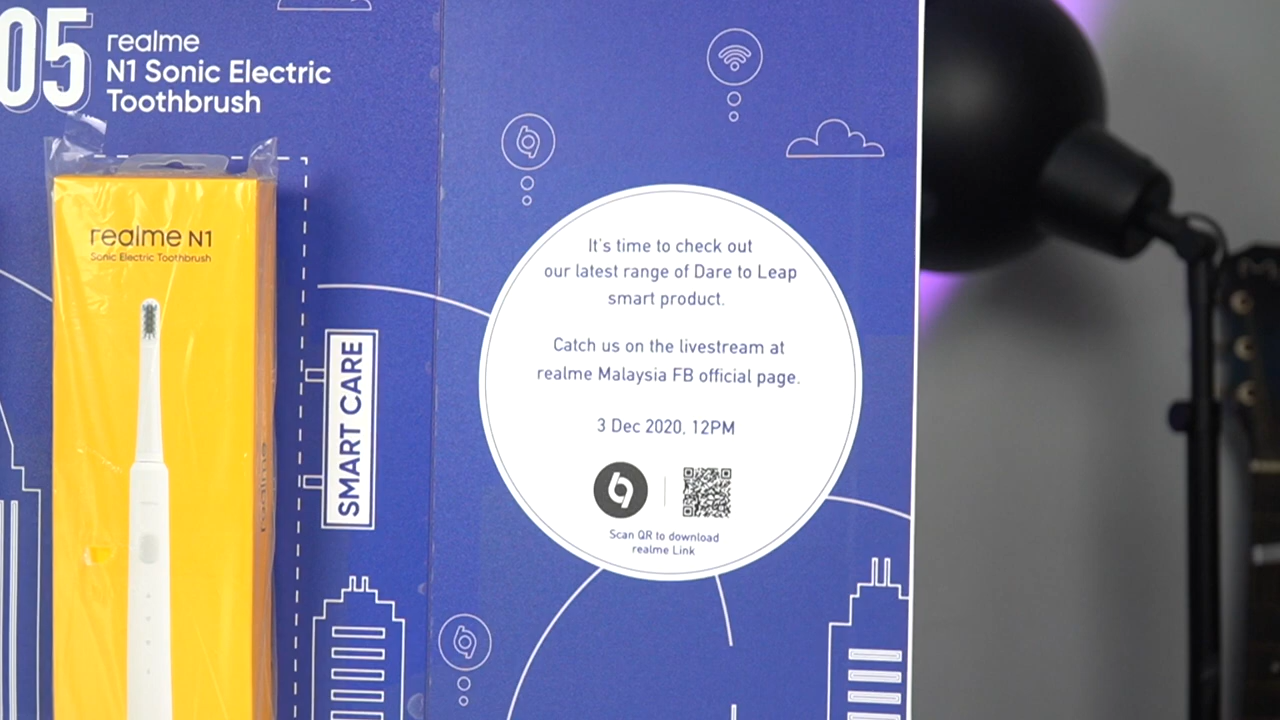 05
realme
N1 Sonic Electric
Toothbrush
realme N1
Sonic Electric Toothbrush
realme
SMART CARE
It's time to check out
our latest range of Dare to Leap
smart product.
Catch us on the livestream at
realme Malaysia FB official page.
3 Dec 2020, 12PM
Scan QR to download
realme Link